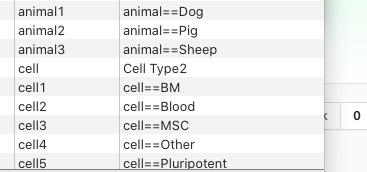 animal1 animal==Dog
animal2 animal==Pig
animal3 animal==Sheep
cell Cell Type2
cell1 cell==BM
cell2 cell==Blood
cell3 cell==MSC
cell4 cell==Other
cell5 cell==Pluripotent
0